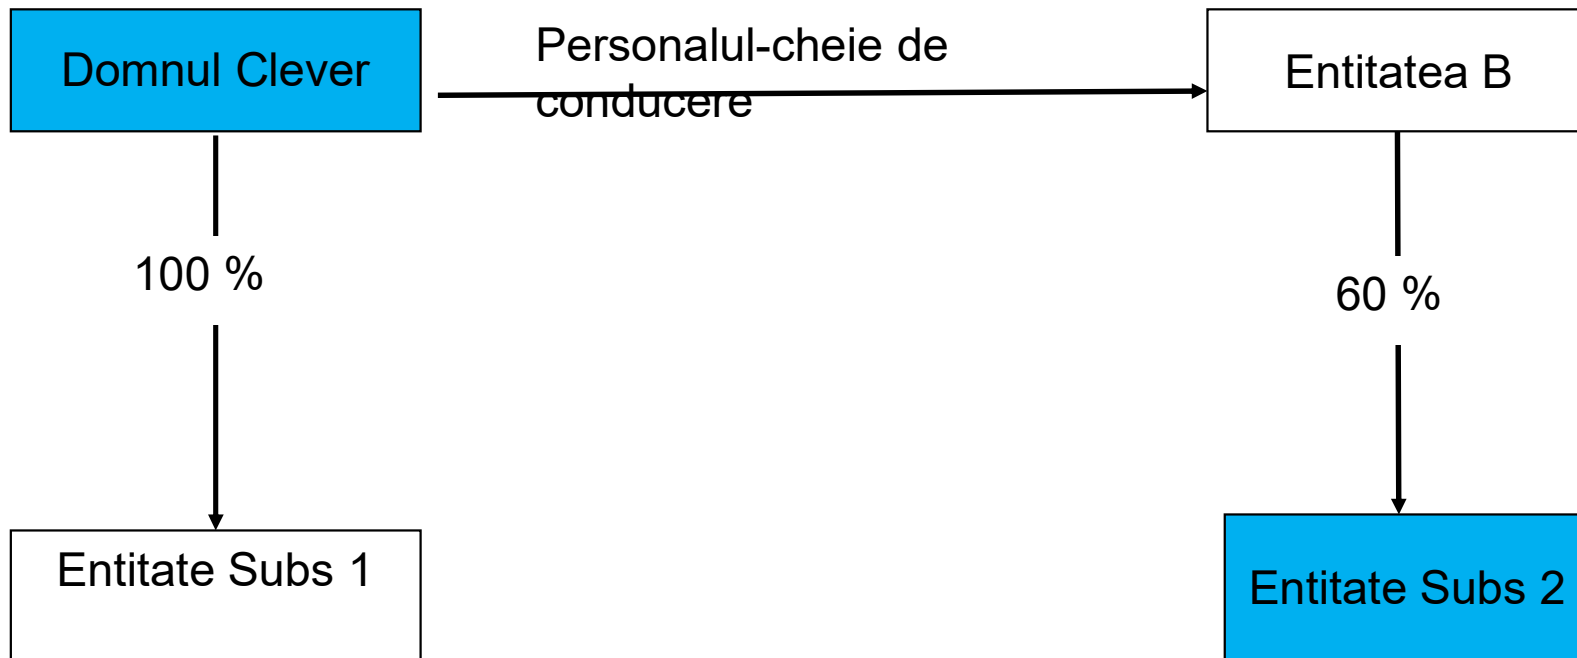 Domnul Clever
Personalul-cheie de
conducere
Entitatea B
100 %
60 %
Entitate Subs 1
Entitate Subs 2